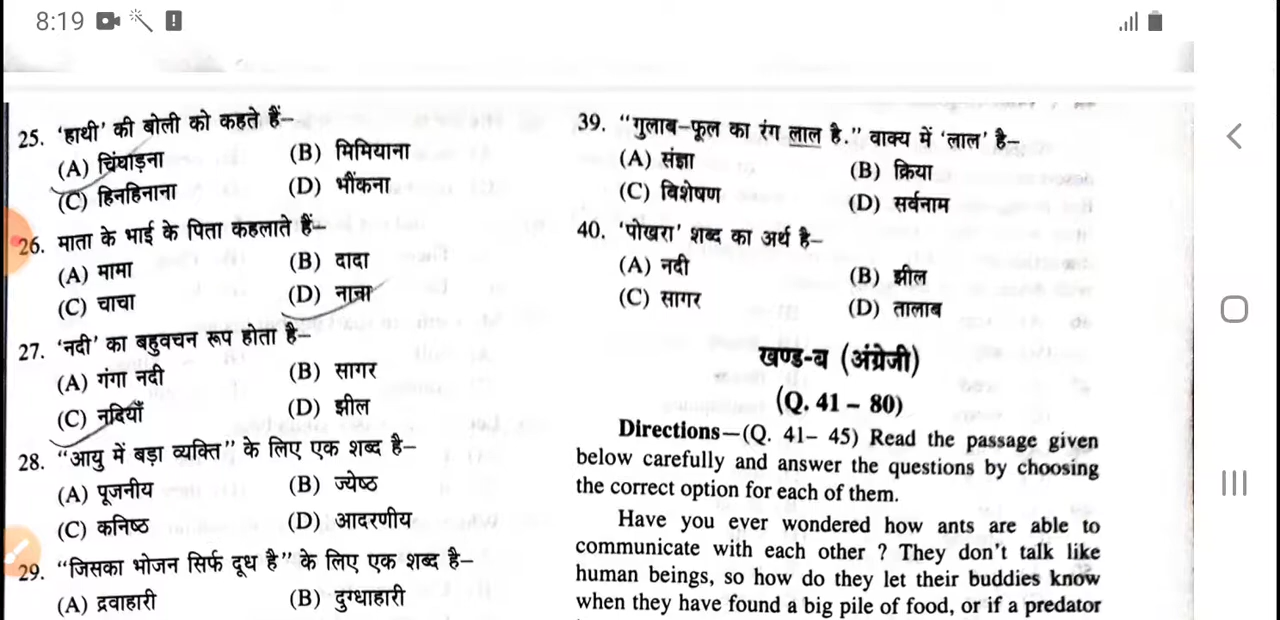 8:19
25. 'हाथी' की बोली को कहते हैं–
(A) चिंघाड़ना (B) मिमियाना
(C) हिनहिनाना (D) भौंकना
26. माता के भाई के पिता कहलाते हैं–
(A) मामा (B) दादा
(C) चाचा (D) नाना
27. 'नदी' का बहुवचन रूप होता है–
(A) गंगा नदी (B) सागर
(C) नदियाँ (D) झील
28. "आयु में बड़ा व्यक्ति" के लिए एक शब्द है–
(A) पूजनीय (B) ज्येष्ठ
(C) कनिष्ठ (D) आदरणीय
29. "जिसका भोजन सिर्फ दूध है" के लिए एक शब्द है–
(A) द्रवाहारी (B) दुग्धाहारी
39. "गुलाब-फूल का रंग लाल है." वाक्य में 'लाल' है–
(A) संज्ञा (B) क्रिया
(C) विशेषण (D) सर्वनाम
40. 'पोखरा' शब्द का अर्थ है–
(A) नदी (B) झील
(C) सागर (D) तालाब
खण्ड-ब (अंग्रेजी)
(Q. 41 – 80)
Directions—(Q. 41– 45) Read the passage given
below carefully and answer the questions by choosing
the correct option for each of them.
Have you ever wondered how ants are able to
communicate with each other ? They don't talk like
human beings, so how do they let their buddies know
when they have found a big pile of food, or if a predator